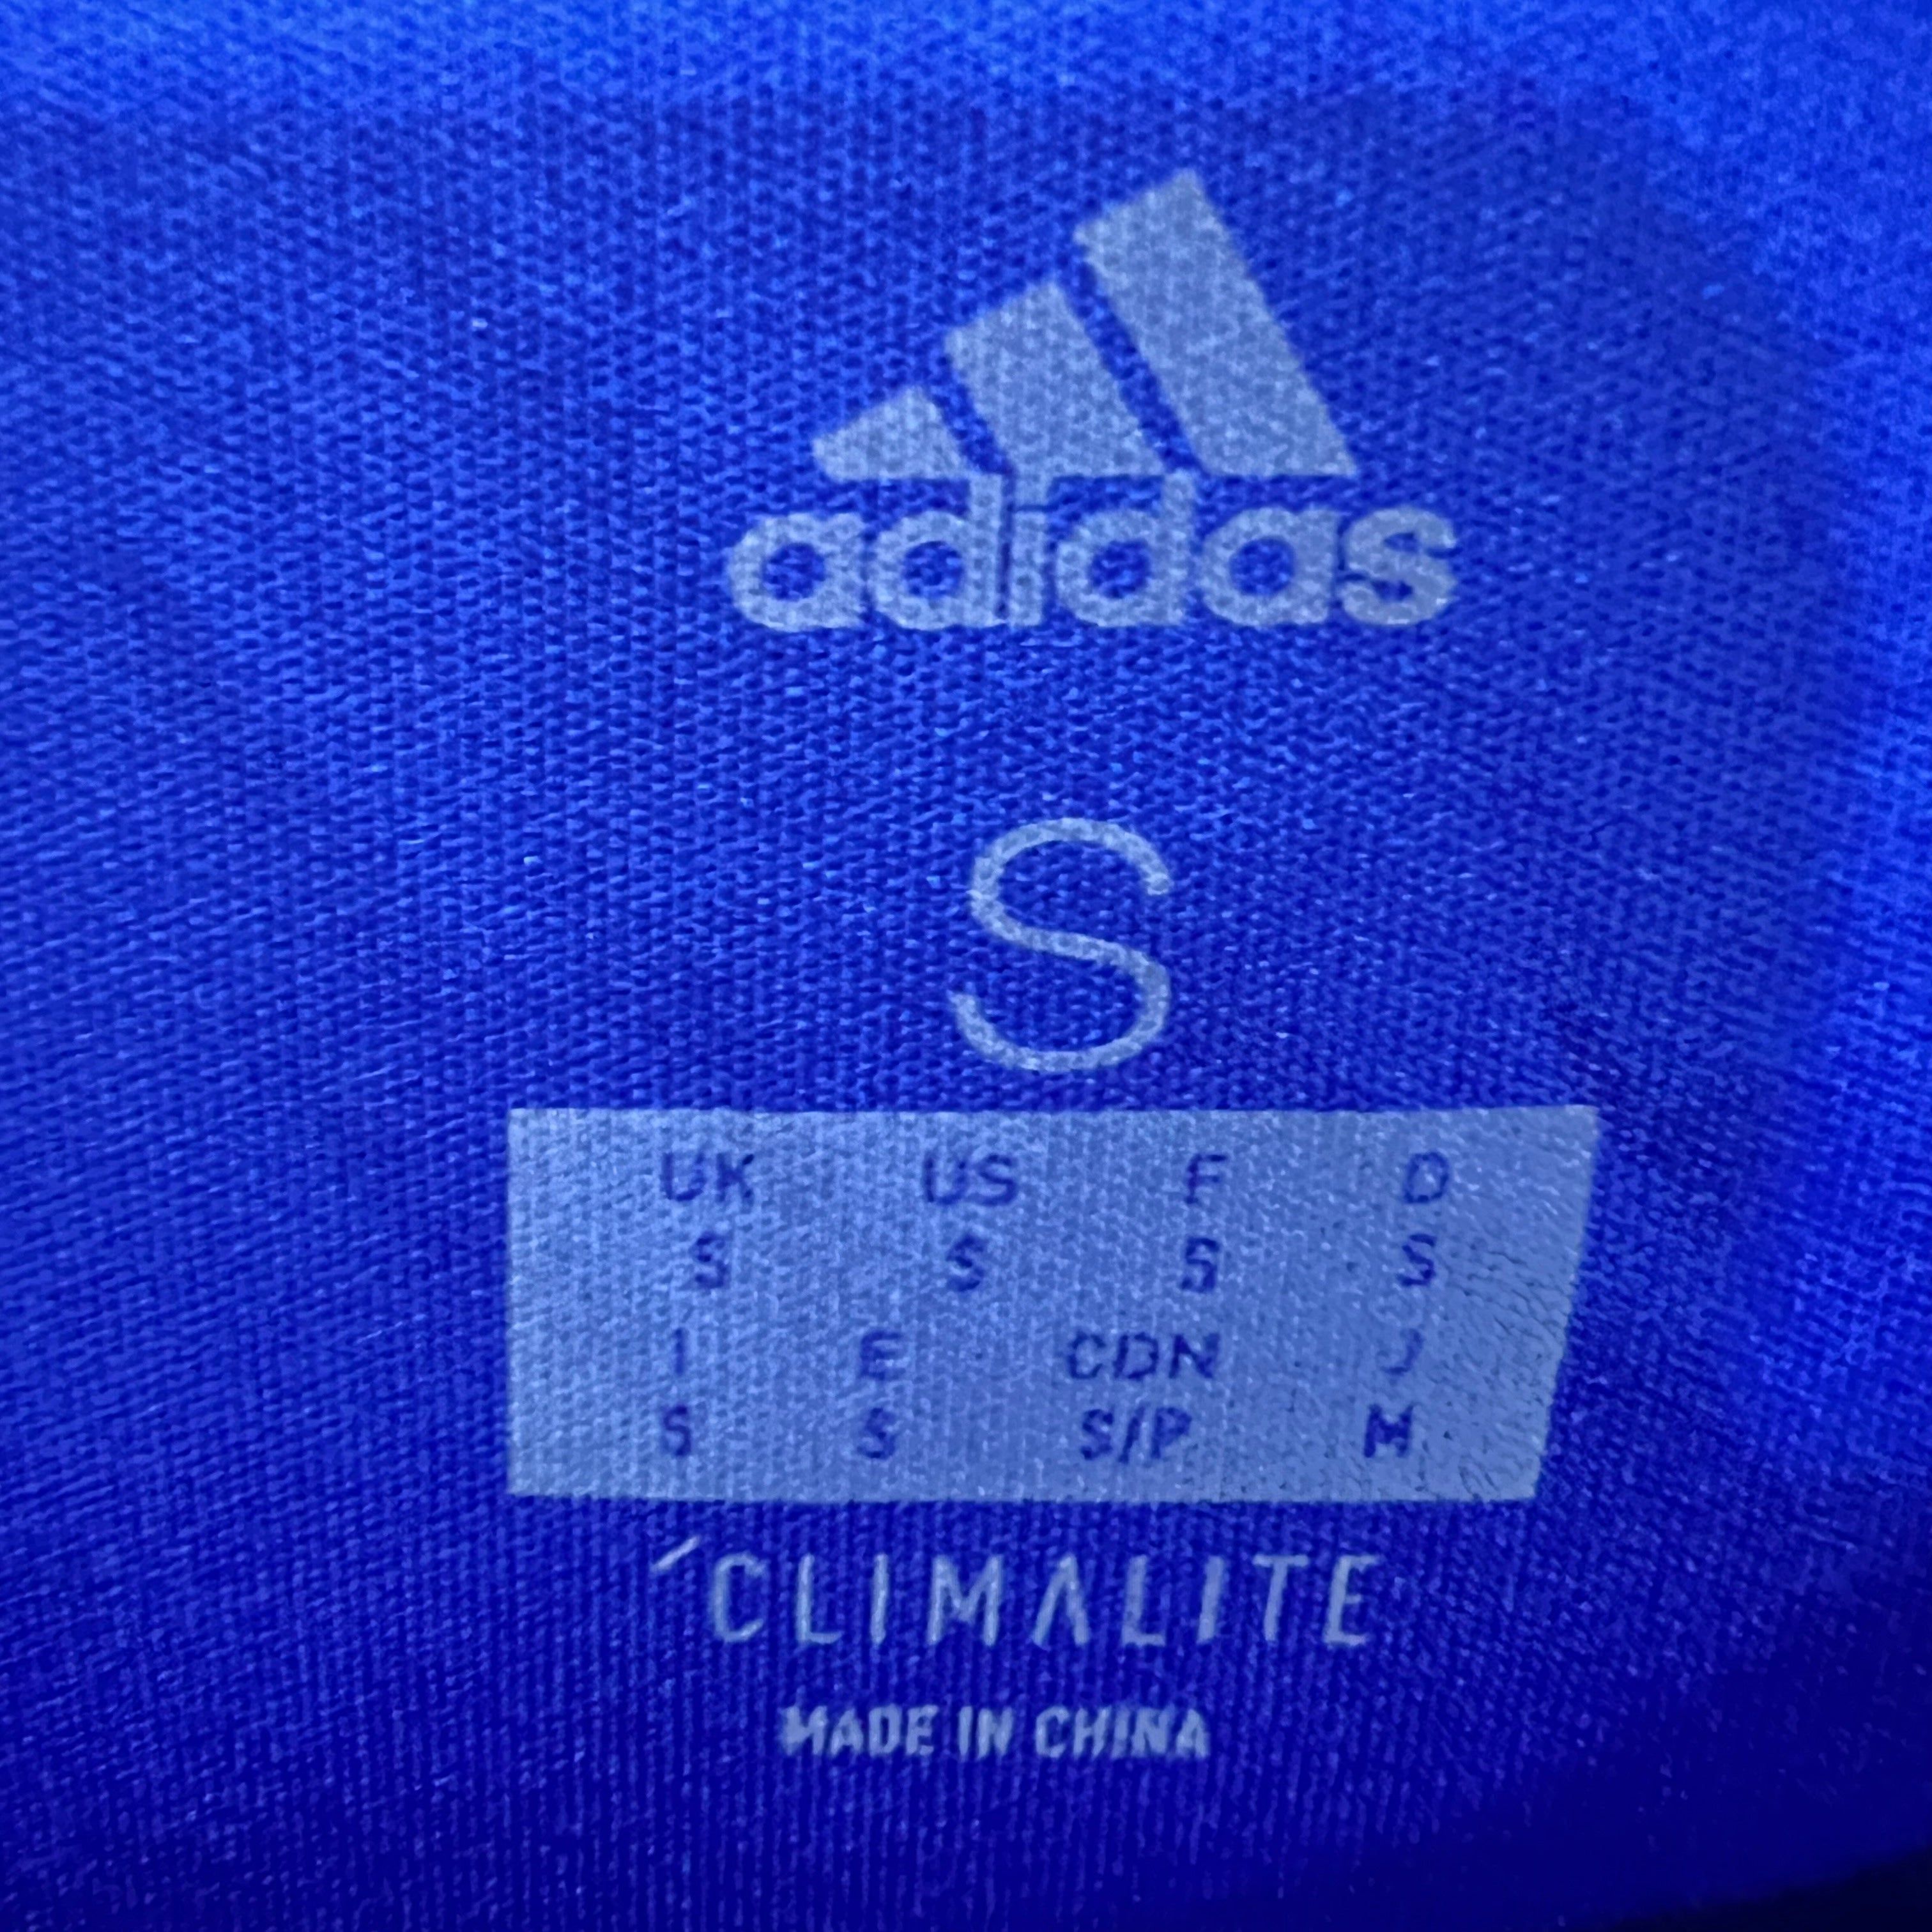 adidas
S
UK US F D
S S S S
I E CDN J
S S S/P M
´CLIMALITE
MADE IN CHINA